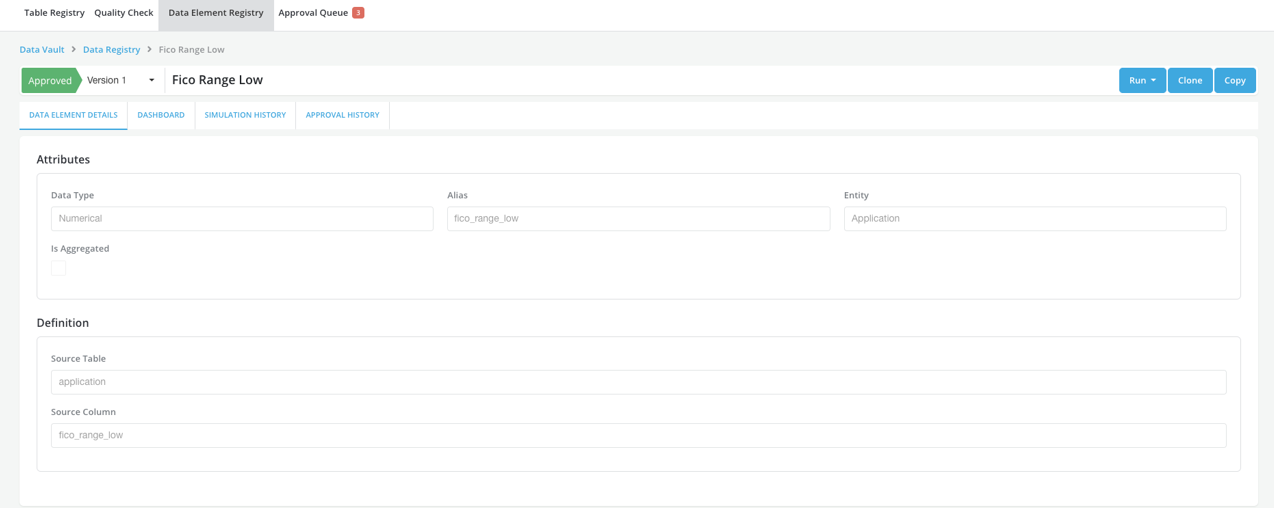 Table Registry Quality Check Data Element Registry Approval Queue 3
Data Vault > Data Registry > Fico Range Low
Approved Version 1 Fico Range Low Run Clone Copy
DATA ELEMENT DETAILS DASHBOARD SIMULATION HISTORY APPROVAL HISTORY
Attributes
Data Type Alias Entity
Numerical fico_range_low Application
Is Aggregated
Definition
Source Table
application
Source Column
fico_range_low